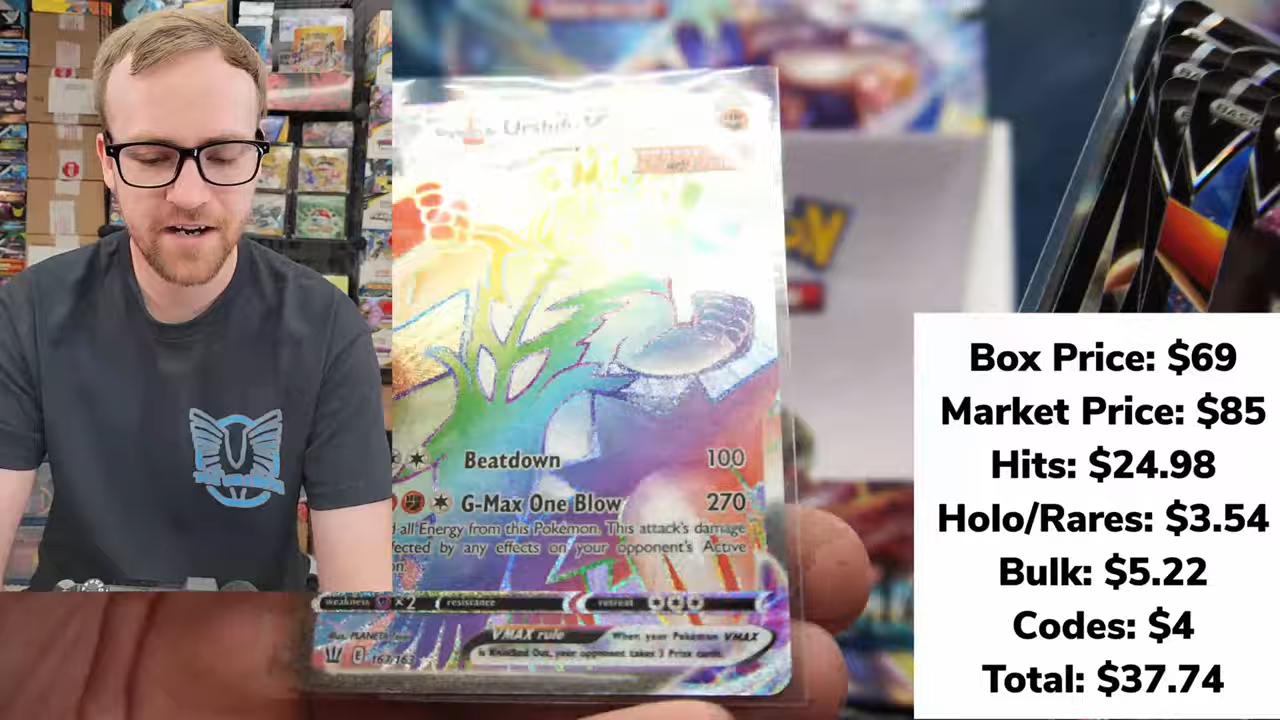 Urshifu
Beatdown 100
G-Max One Blow 270
all Energy from this Pokémon. This attack's damage
by any effects on your opponent's Active
weakness ×2 resistance retreat
illus. PLANETA
VMAX rule When your Pokémon VMAX
is Knocked Out, your opponent takes 3 Prize cards.
E /163
Box Price: $69
Market Price: $85
Hits: $24.98
Holo/Rares: $3.54
Bulk: $5.22
Codes: $4
Total: $37.74